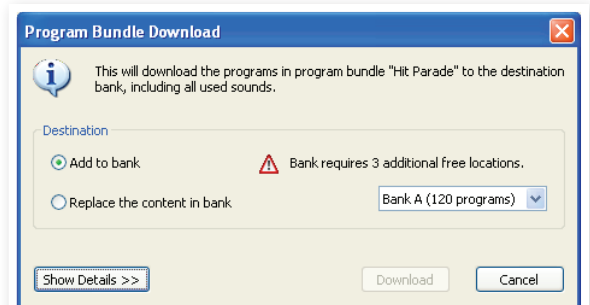 Program Bundle Download
This will download the programs in program bundle "Hit Parade" to the destination
bank, including all used sounds.
Destination
Add to bank
Bank requires 3 additional free locations.
Replace the content in bank
Bank A (120 programs)
Show Details >>
Download
Cancel